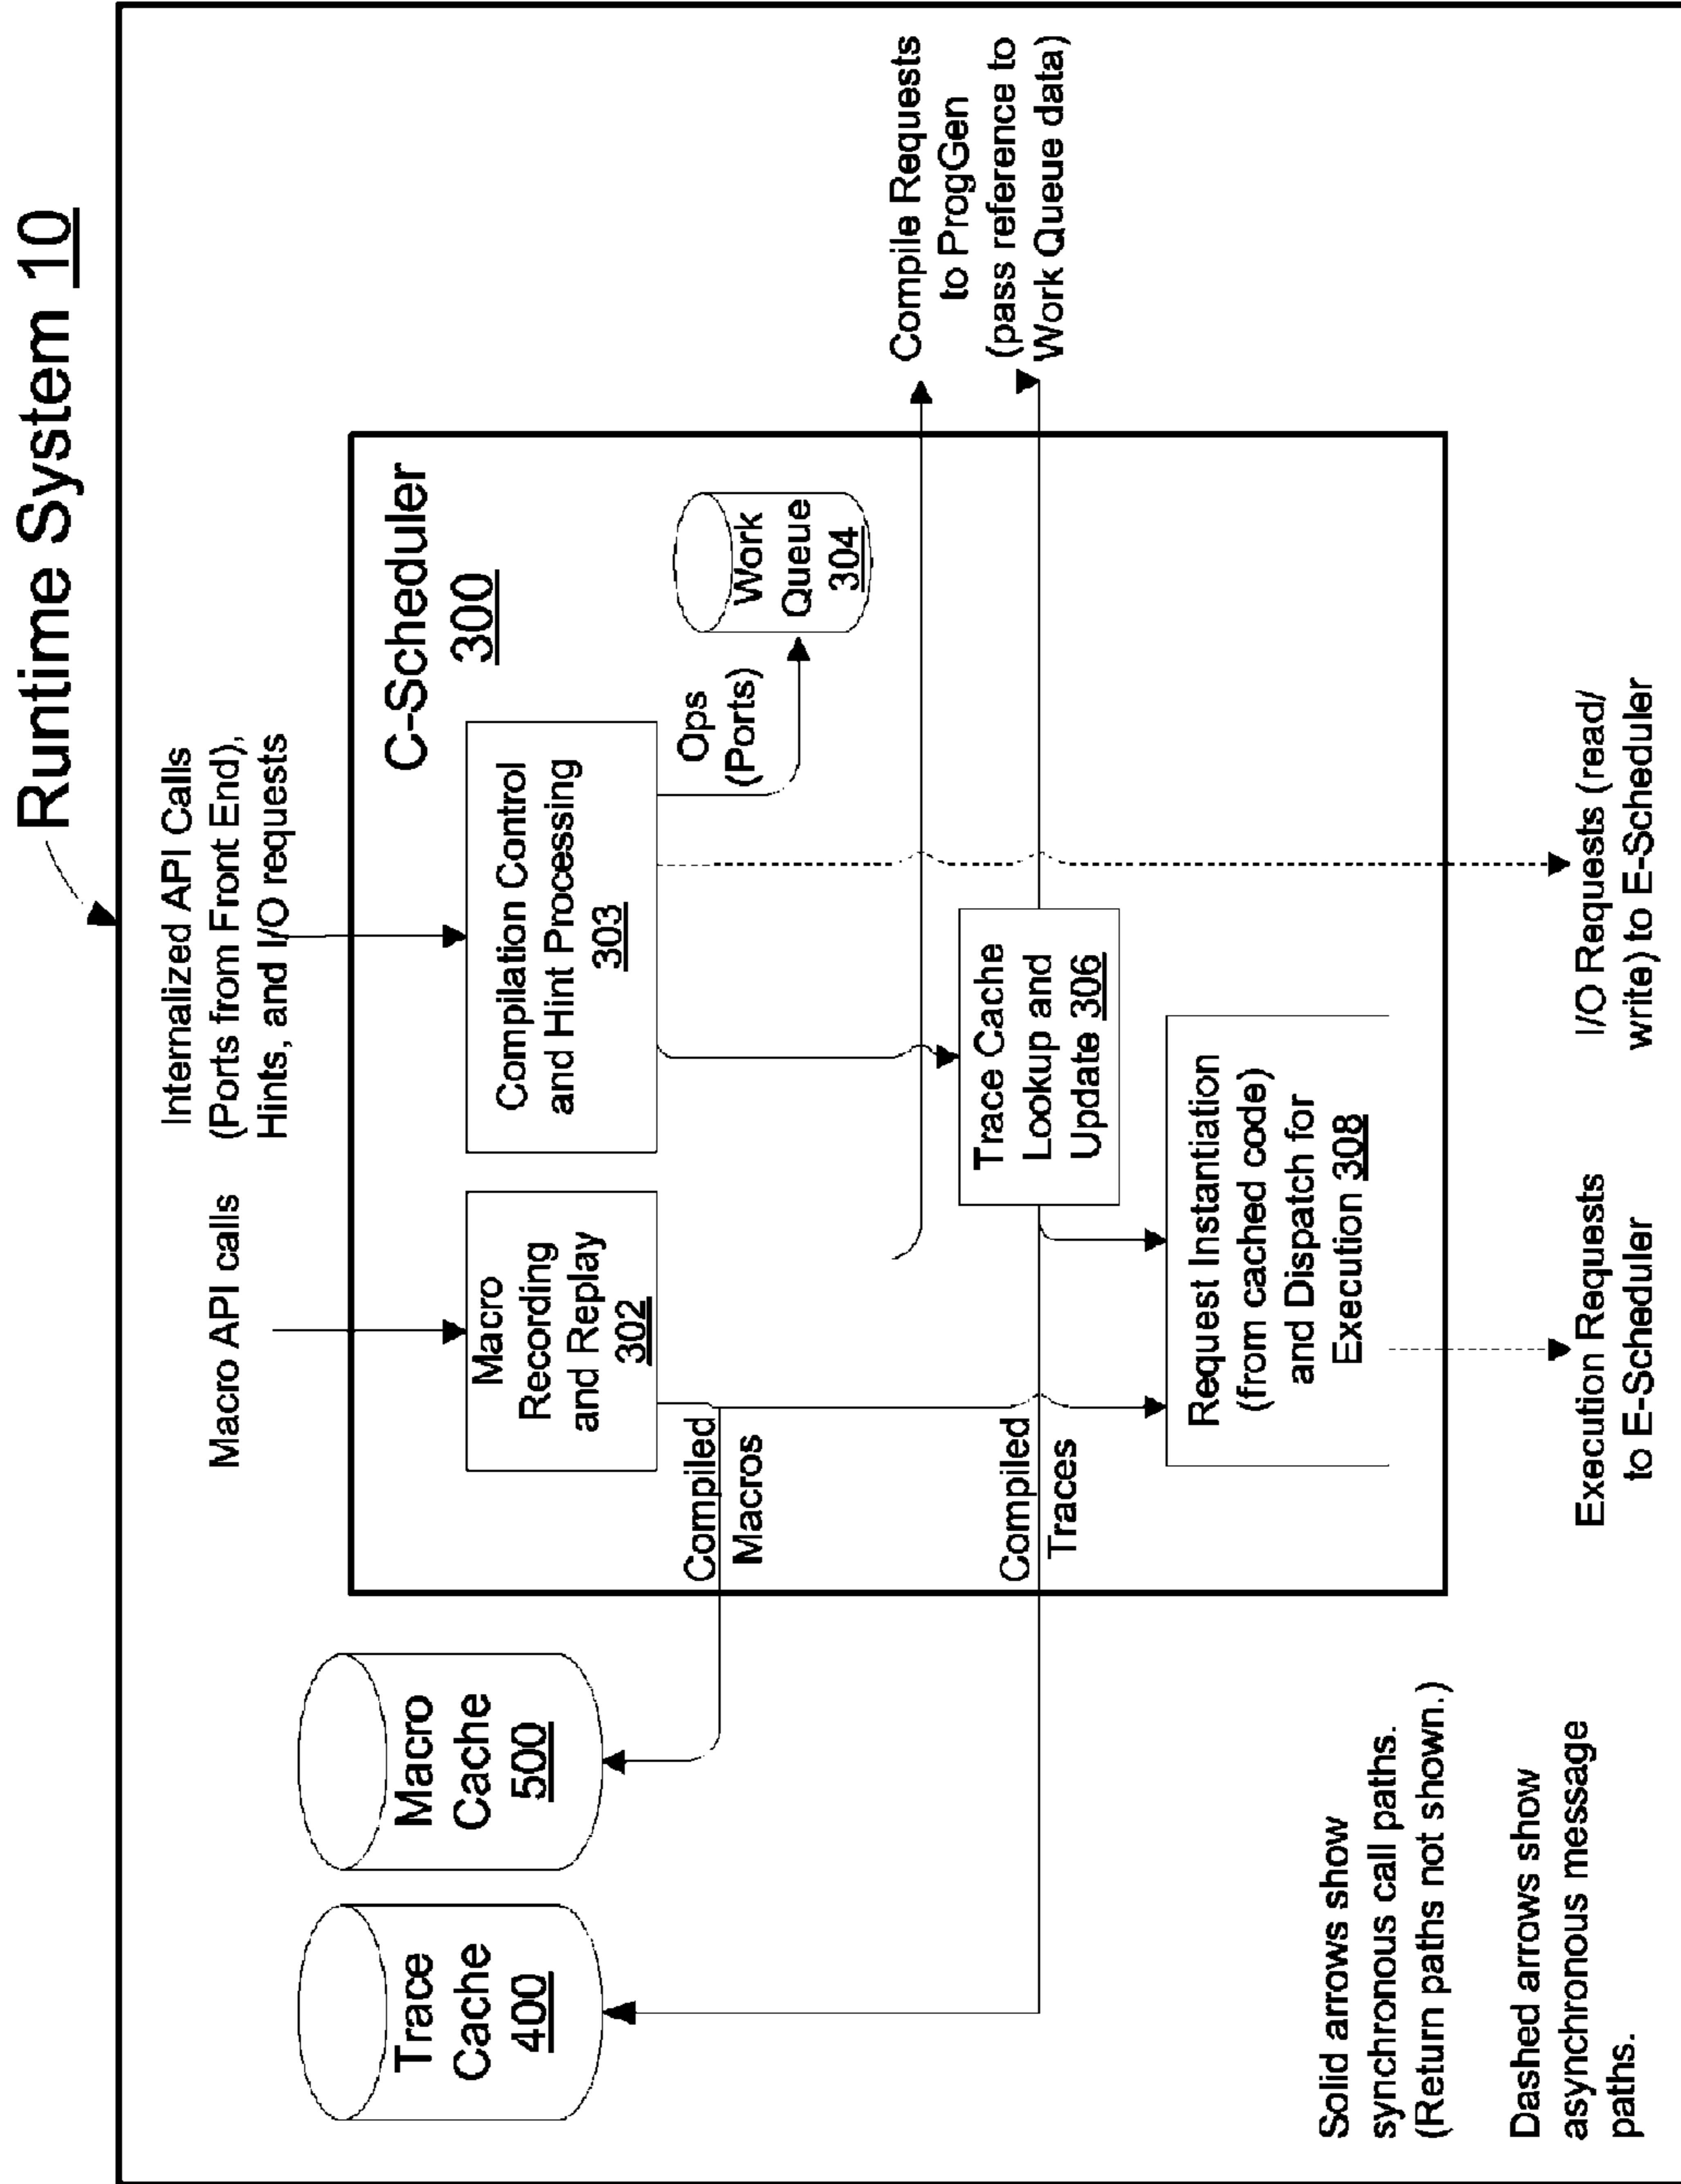 Runtime System 10
Macro API calls
Internalized API Calls
(Ports from Front End),
Hints, and I/O requests
C-Scheduler
300
Trace
Cache
400
Macro
Cache
500
Macro
Recording
and Replay
302
Compilation Control
and Hint Processing
303
Ops
(Ports)
Work
Queue
304
Compiled
Macros
Compile Requests
to ProgGen
(pass reference to
Work Queue data)
Trace Cache
Lookup and
Update 306
Compiled
Traces
Request Instantiation
(from cached code)
and Dispatch for
Execution 308
Solid arrows show
synchronous call paths.
(Return paths not shown.)
Dashed arrows show
asynchronous message
paths.
Execution Requests
to E-Scheduler
I/O Requests (read/
write) to E-Scheduler